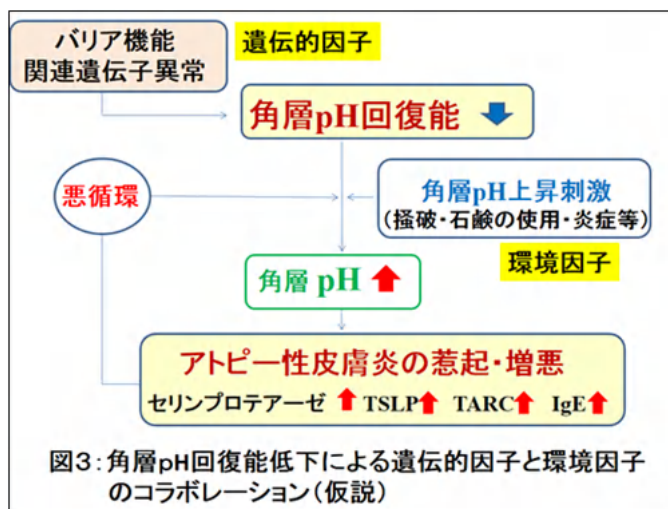 バリア機能
関連遺伝子異常
遺伝的因子
角層pH回復能
悪循環
角層pH上昇刺激
(掻破・石鹸の使用・炎症等)
環境因子
角層 pH
アトピー性皮膚炎の惹起・増悪
セリンプロテアーゼ TSLP TARC IgE
図3:角層pH回復能低下による遺伝的因子と環境因子
のコラボレーション(仮説)